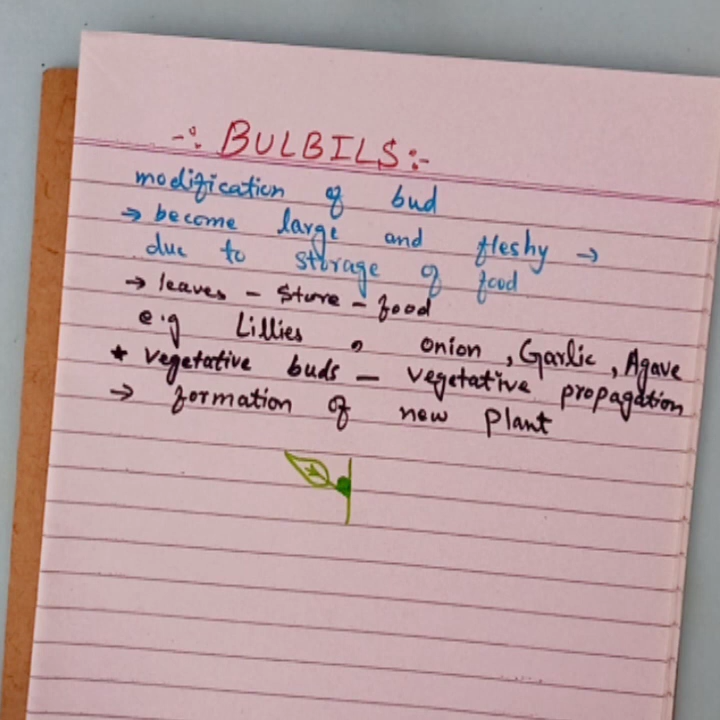 -: BULBILS:-
modification of bud
→ become large and fleshy →
due to storage of food
→ leaves - store - food
e.g Lillies , onion , Garlic , Agave
* vegetative buds - vegetative propagation
→ formation of new plant